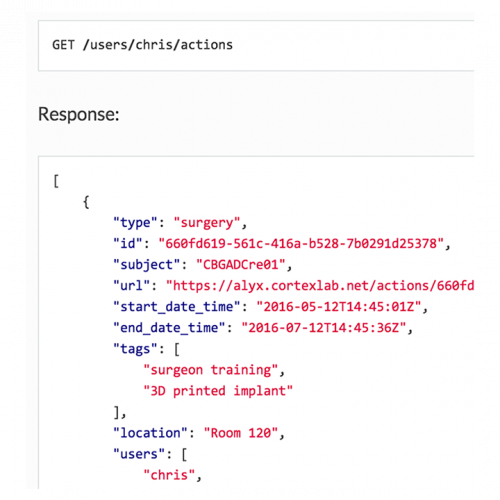 GET /users/chris/actions
Response:
[
{
"type": "surgery",
"id": "660fd619-561c-416a-b528-7b0291d25378",
"subject": "CBGADCre01",
"url": "https://alyx.cortexlab.net/actions/660fd
"start_date_time": "2016-05-12T14:45:01Z",
"end_date_time": "2016-07-12T14:45:36Z",
"tags": [
"surgeon training",
"3D printed implant"
],
"location": "Room 120",
"users": [
"chris",